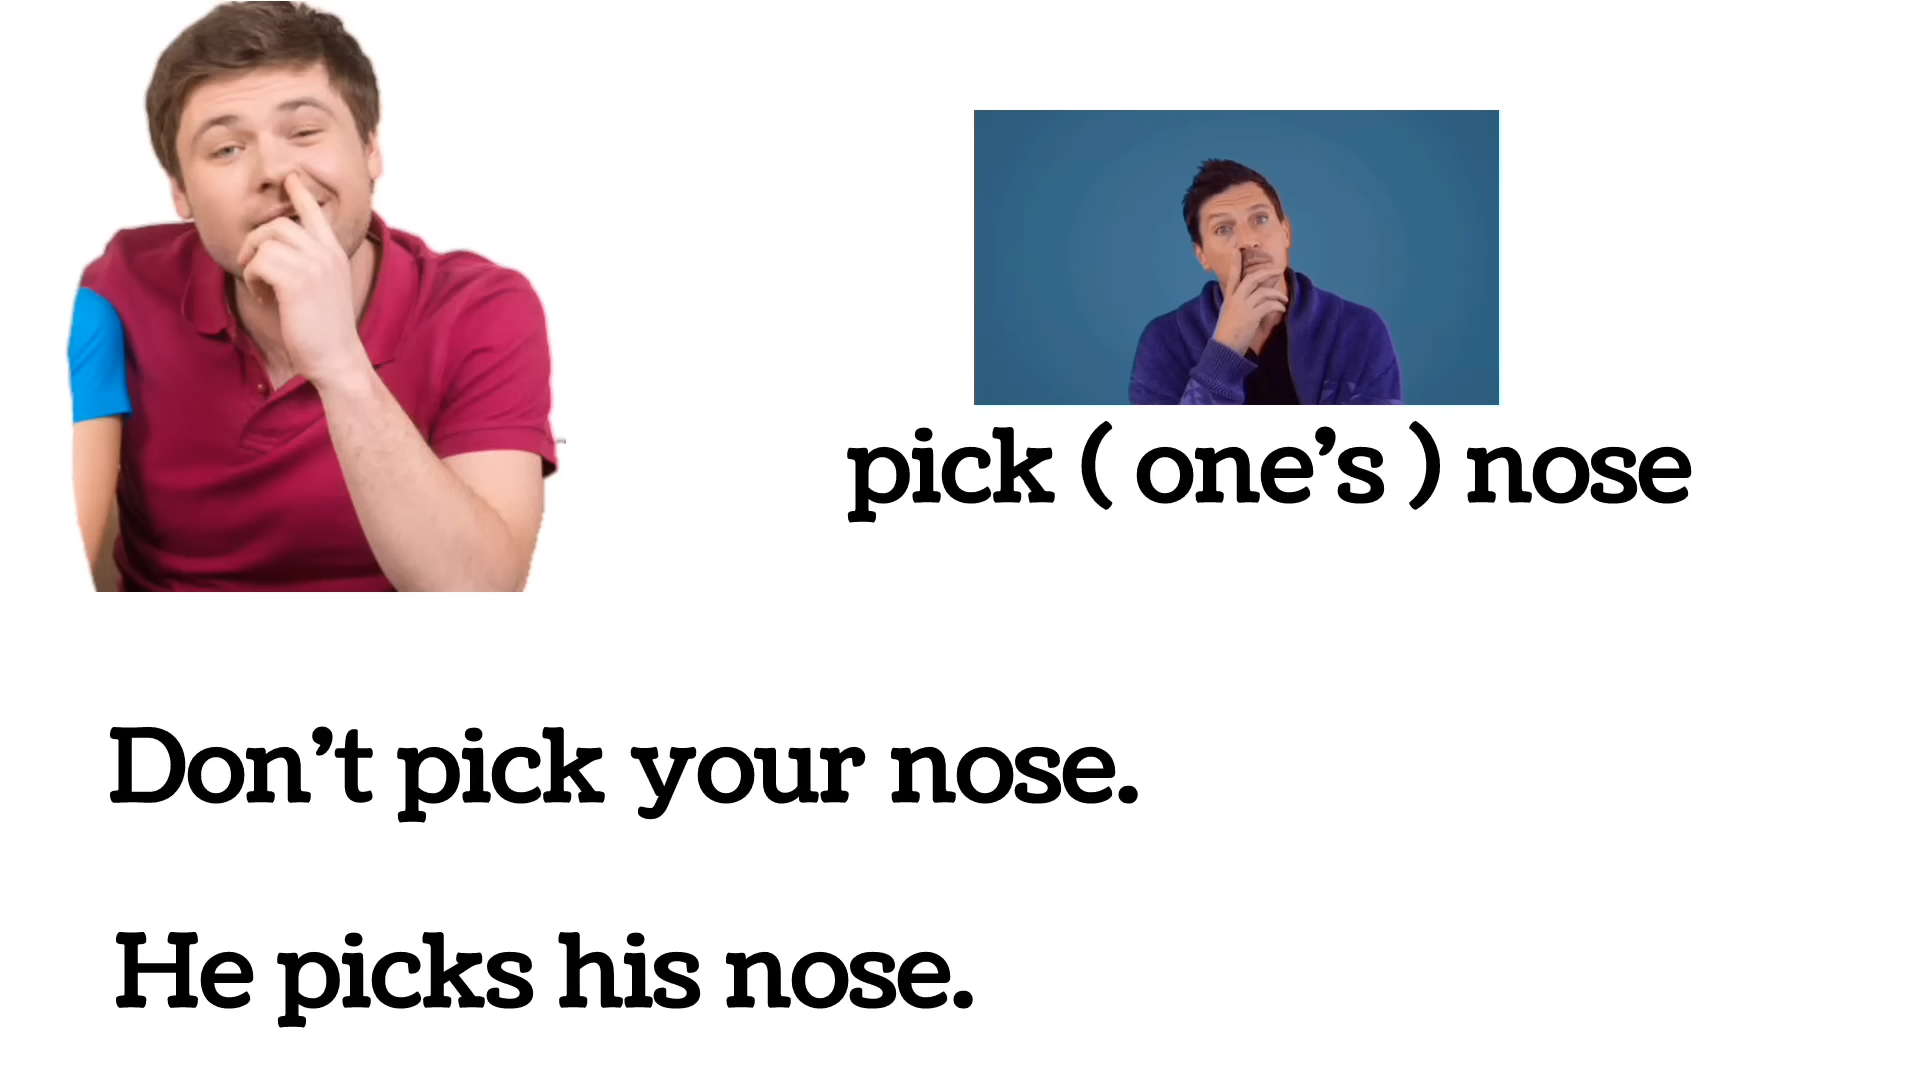 pick ( one’s ) nose
Don’t pick your nose.
He picks his nose.